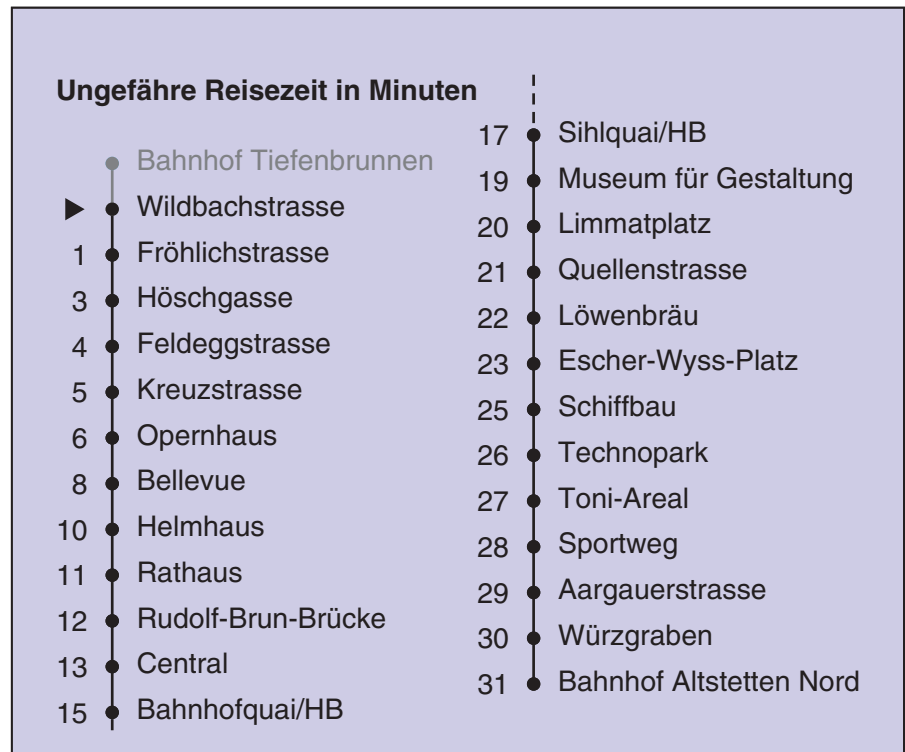 Ungefähre Reisezeit in Minuten
Bahnhof Tiefenbrunnen
Wildbachstrasse
1 Fröhlichstrasse
3 Höschgasse
4 Feldeggstrasse
5 Kreuzstrasse
6 Opernhaus
8 Bellevue
10 Helmhaus
11 Rathaus
12 Rudolf-Brun-Brücke
13 Central
15 Bahnhofquai/HB
17 Sihlquai/HB
19 Museum für Gestaltung
20 Limmatplatz
21 Quellenstrasse
22 Löwenbräu
23 Escher-Wyss-Platz
25 Schiffbau
26 Technopark
27 Toni-Areal
28 Sportweg
29 Aargauerstrasse
30 Würzgraben
31 Bahnhof Altstetten Nord